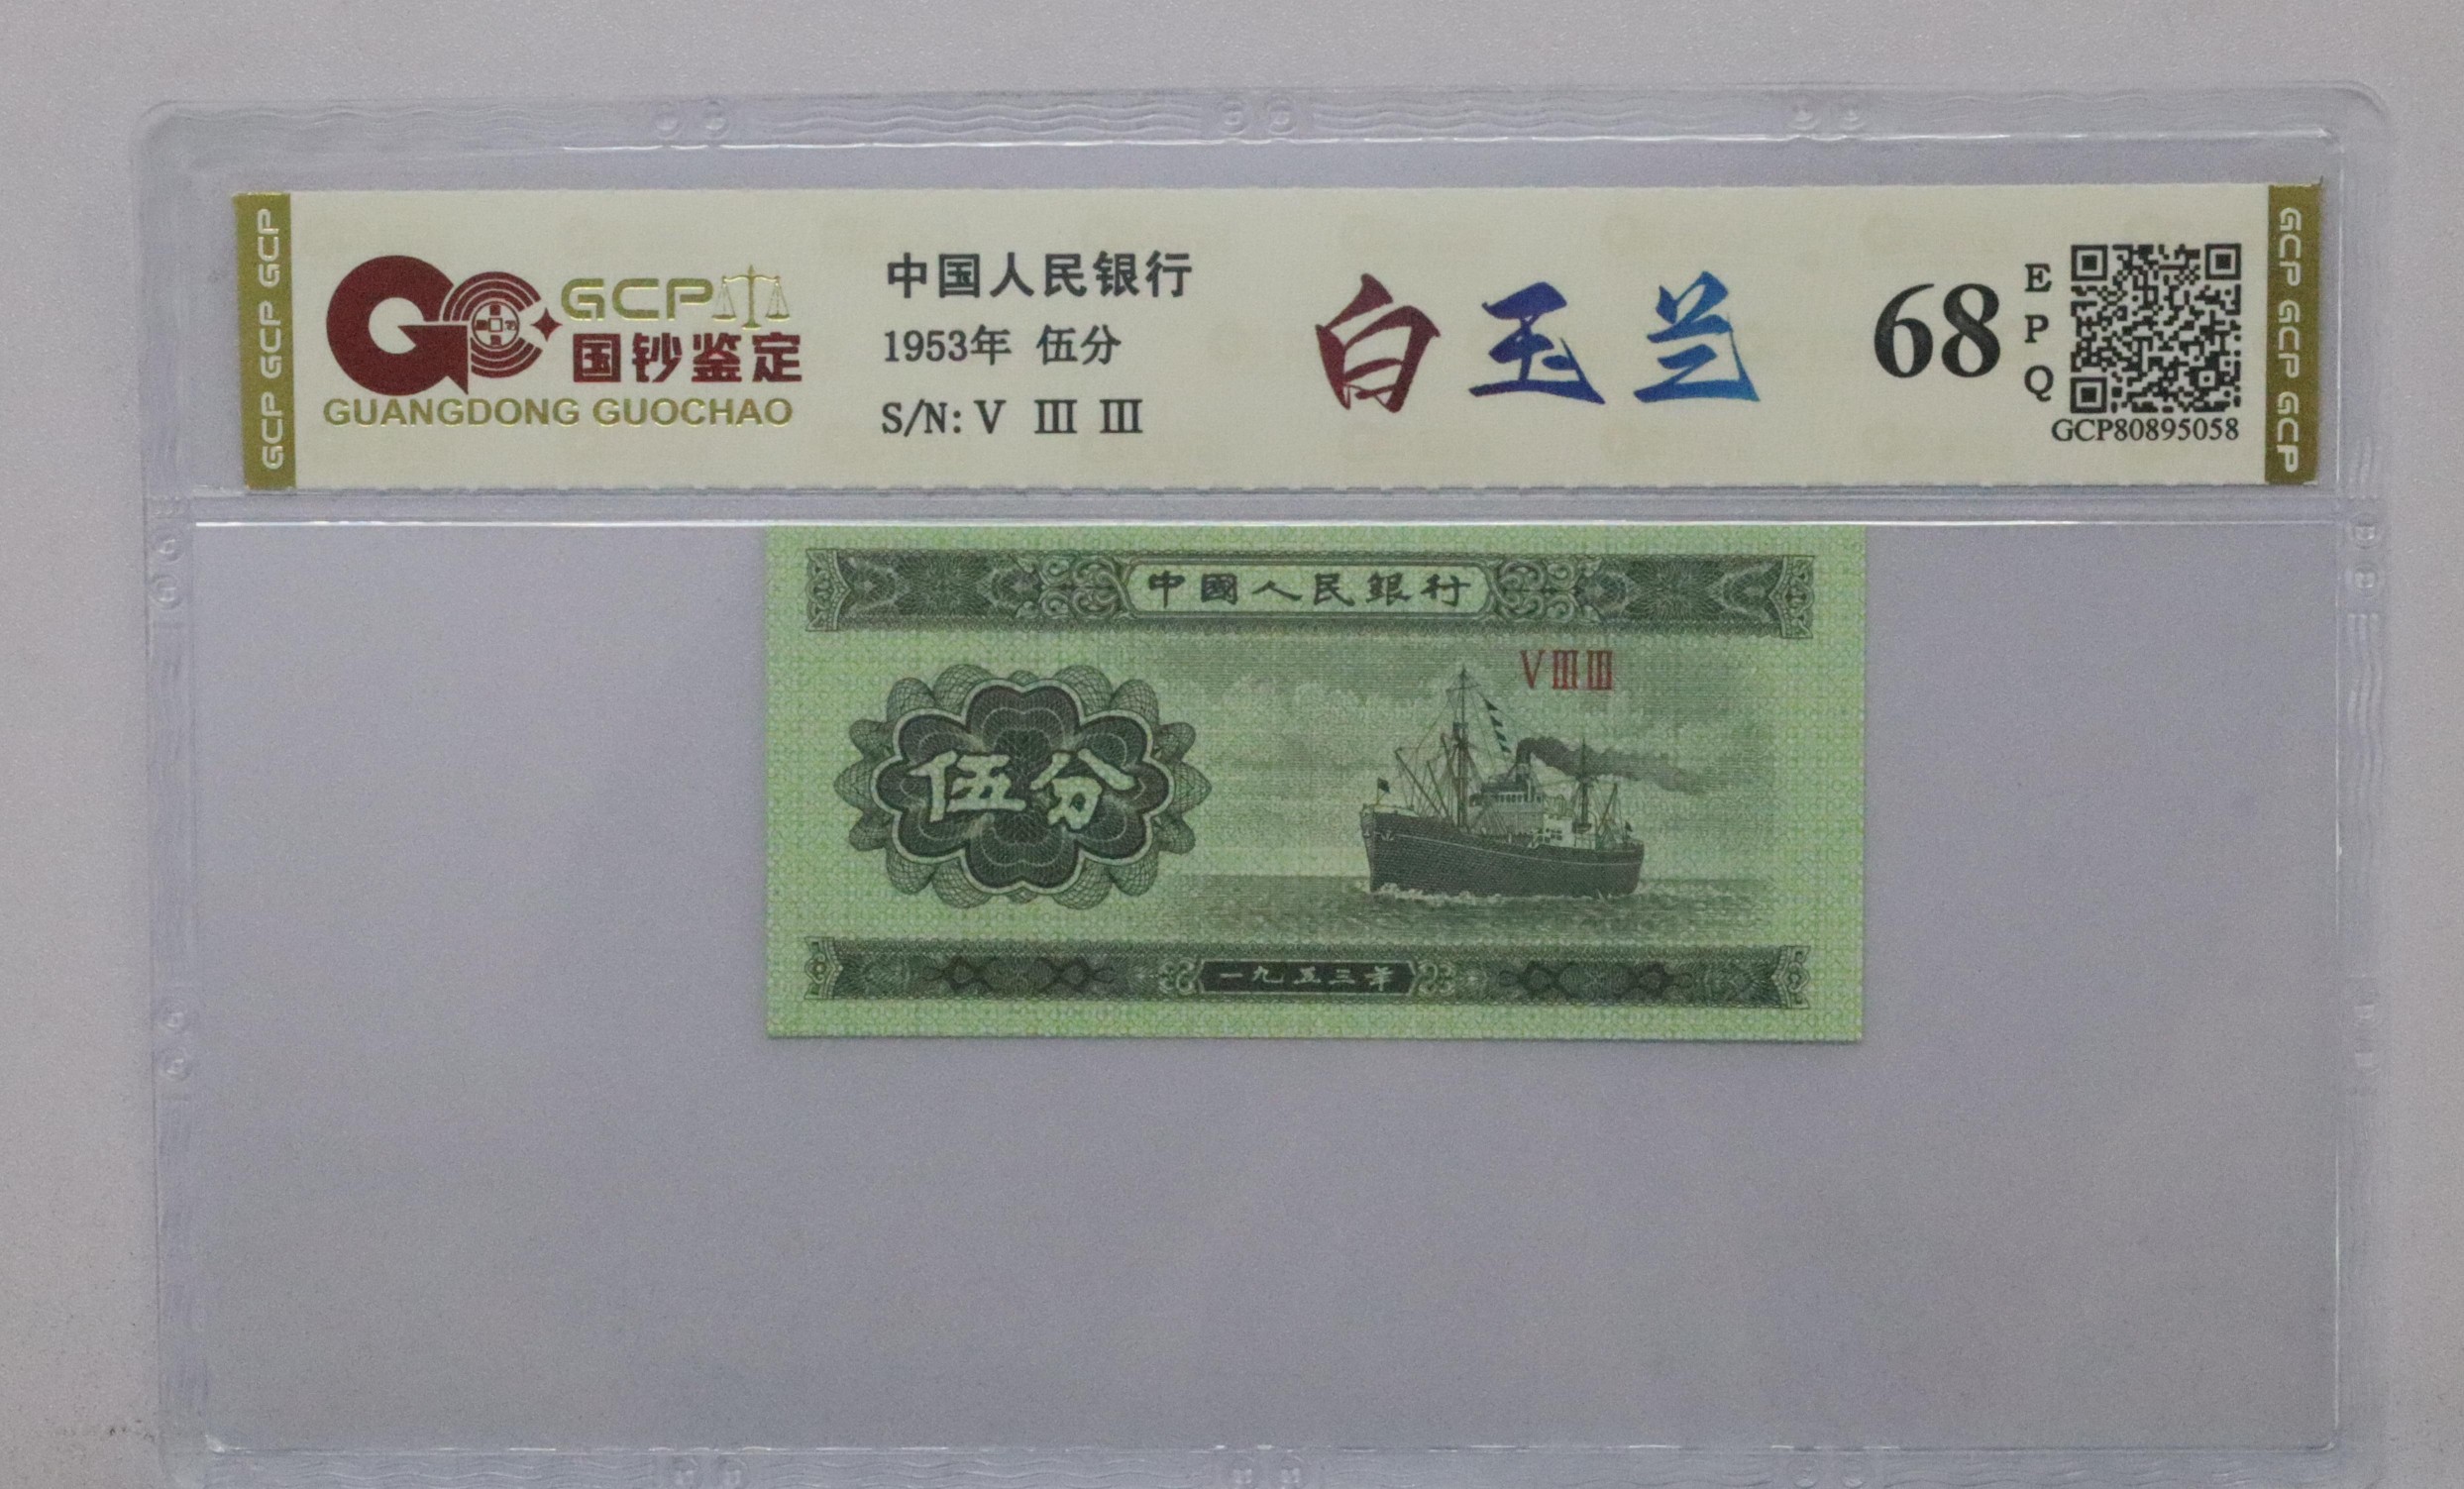 GCP GCP GCP
GCP
国钞鉴定
GUANGDONG GUOCHAO
中国人民银行
1953年 伍分
S/N: V III III
白玉兰
68
E
P
Q
GCP80895058
GCP GCP GCP
中國人民銀行
V III III
伍分
一九五三年